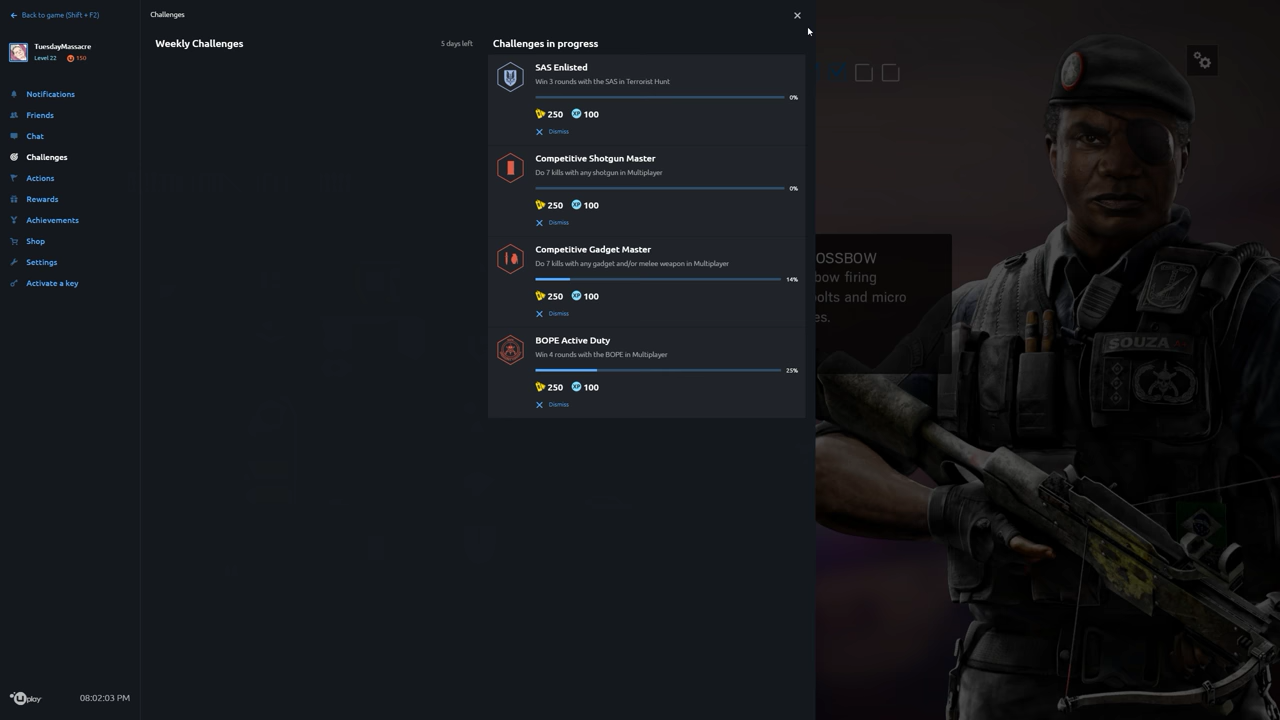 Back to game (Shift + F2)
TuesdayMassacre
Level 22 150
Notifications
Friends
Chat
Challenges
Actions
Rewards
Achievements
Shop
Settings
Activate a key
uplay
08:02:03 PM
Challenges
Weekly Challenges
5 days left
Challenges in progress
SAS Enlisted
Win 3 rounds with the SAS in Terrorist Hunt
0%
250 XP 100
Dismiss
Competitive Shotgun Master
Do 7 kills with any shotgun in Multiplayer
0%
250 XP 100
Dismiss
Competitive Gadget Master
Do 7 kills with any gadget and/or melee weapon in Multiplayer
14%
250 XP 100
Dismiss
BOPE Active Duty
Win 4 rounds with the BOPE in Multiplayer
25%
250 XP 100
Dismiss
OSSBOW
bow firing
olts and micro
es.
SOUZA